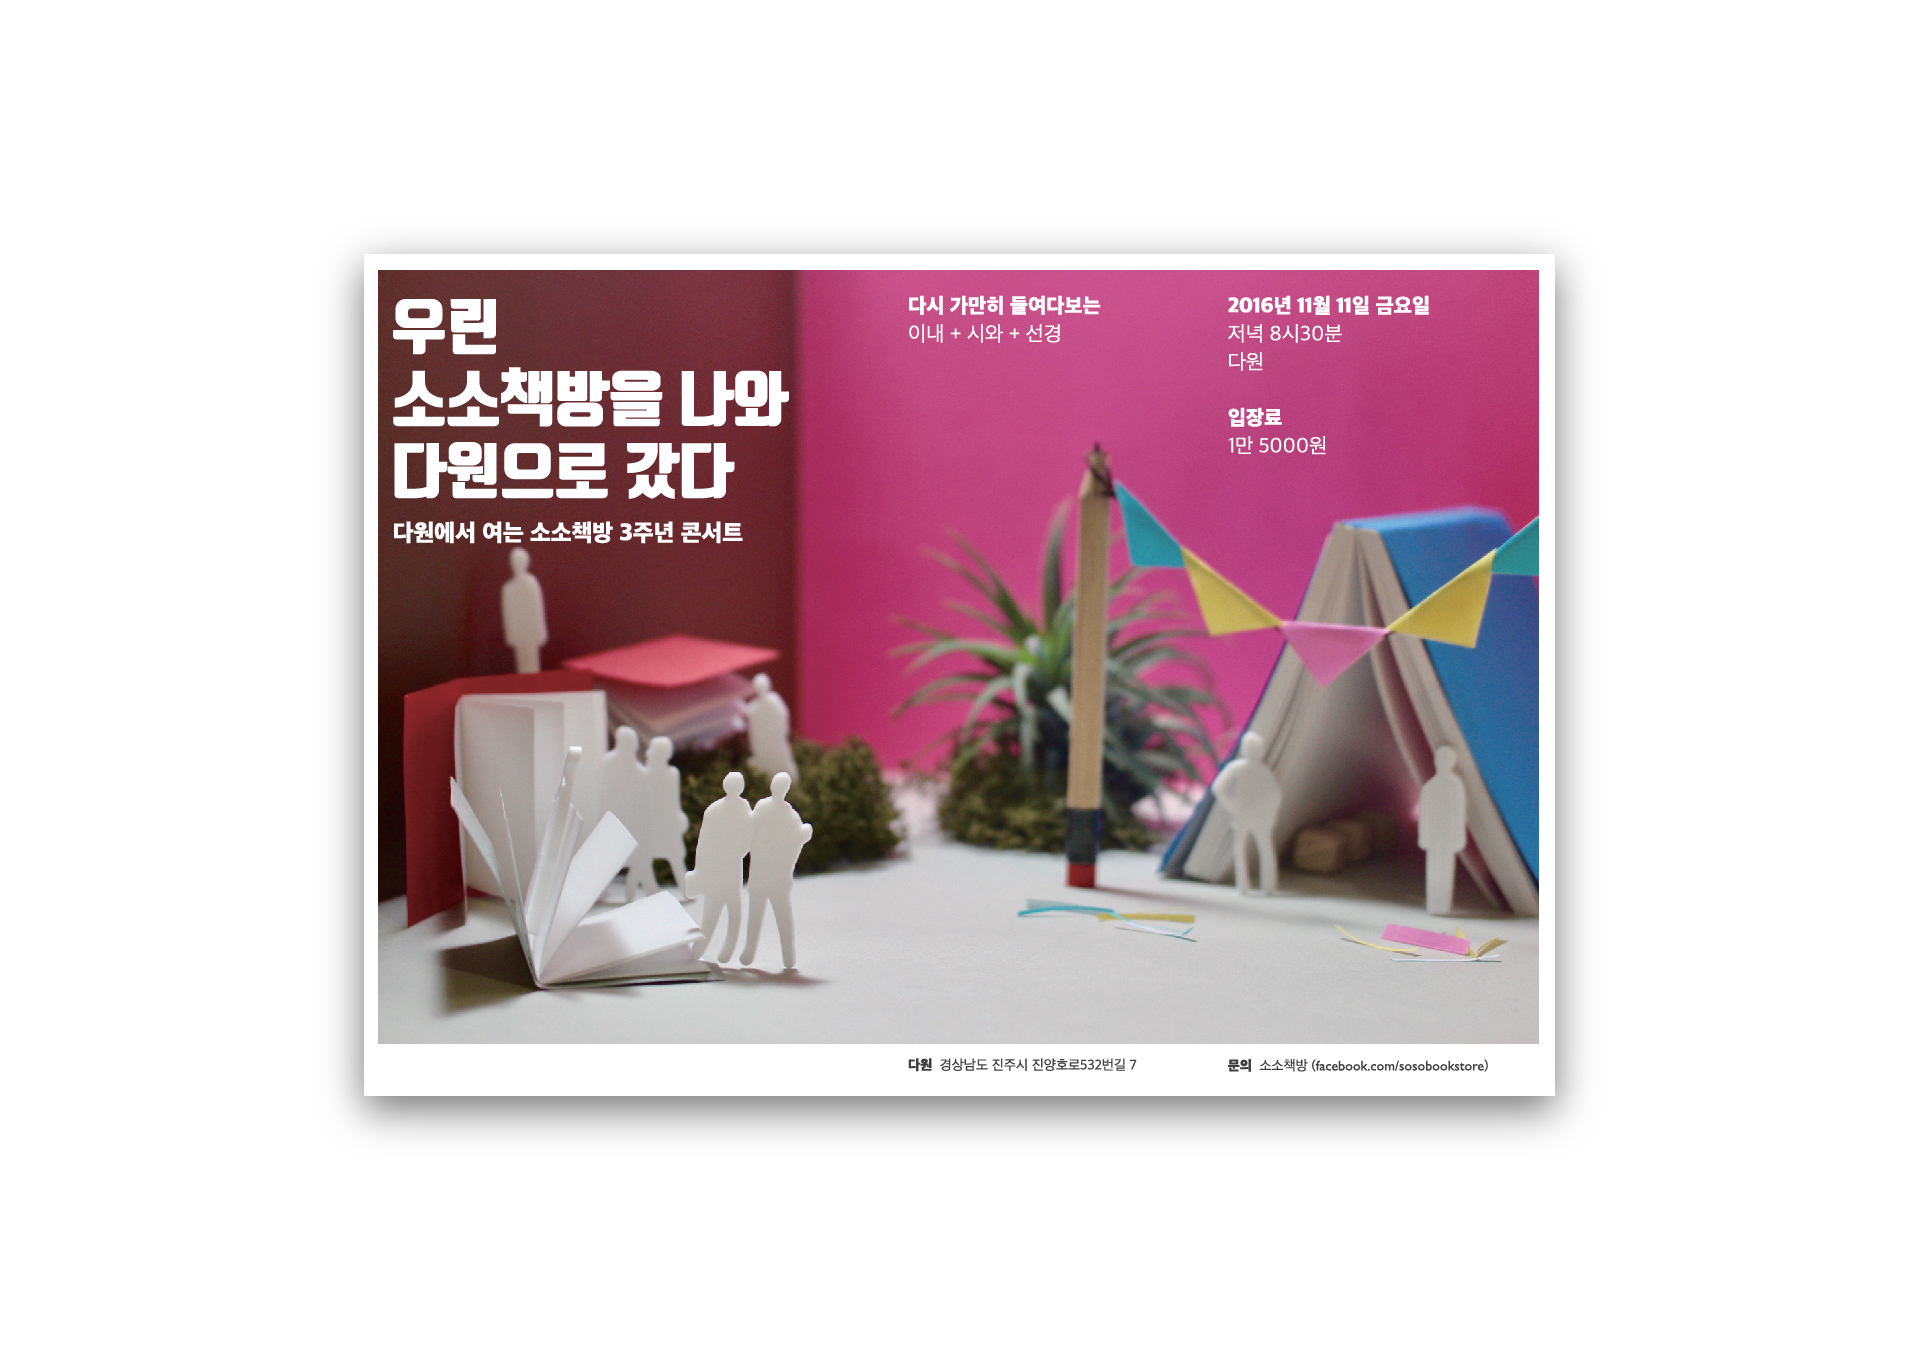 우린
소소책방을 나와
다원으로 갔다
다원에서 여는 소소책방 3주년 콘서트
다시 가만히 들여다보는
이내 + 시와 + 선경
2016년 11월 11일 금요일
저녁 8시30분
다원
입장료
1만 5000원
다원 경상남도 진주시 진양호로532번길 7
문의 소소책방 (facebook.com/sosobookstore)